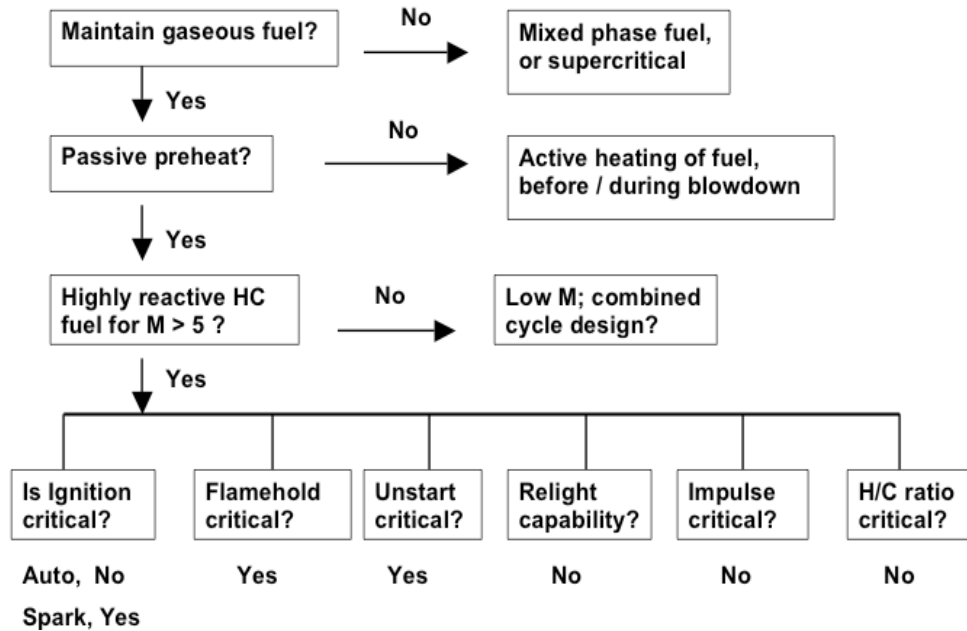 Maintain gaseous fuel?
No
Mixed phase fuel,
or supercritical
Yes
Passive preheat?
No
Active heating of fuel,
before / during blowdown
Yes
Highly reactive HC
fuel for M > 5 ?
No
Low M; combined
cycle design?
Yes
Is Ignition
critical?
Flamehold
critical?
Unstart
critical?
Relight
capability?
Impulse
critical?
H/C ratio
critical?
Auto, No
Spark, Yes
Yes
Yes
No
No
No